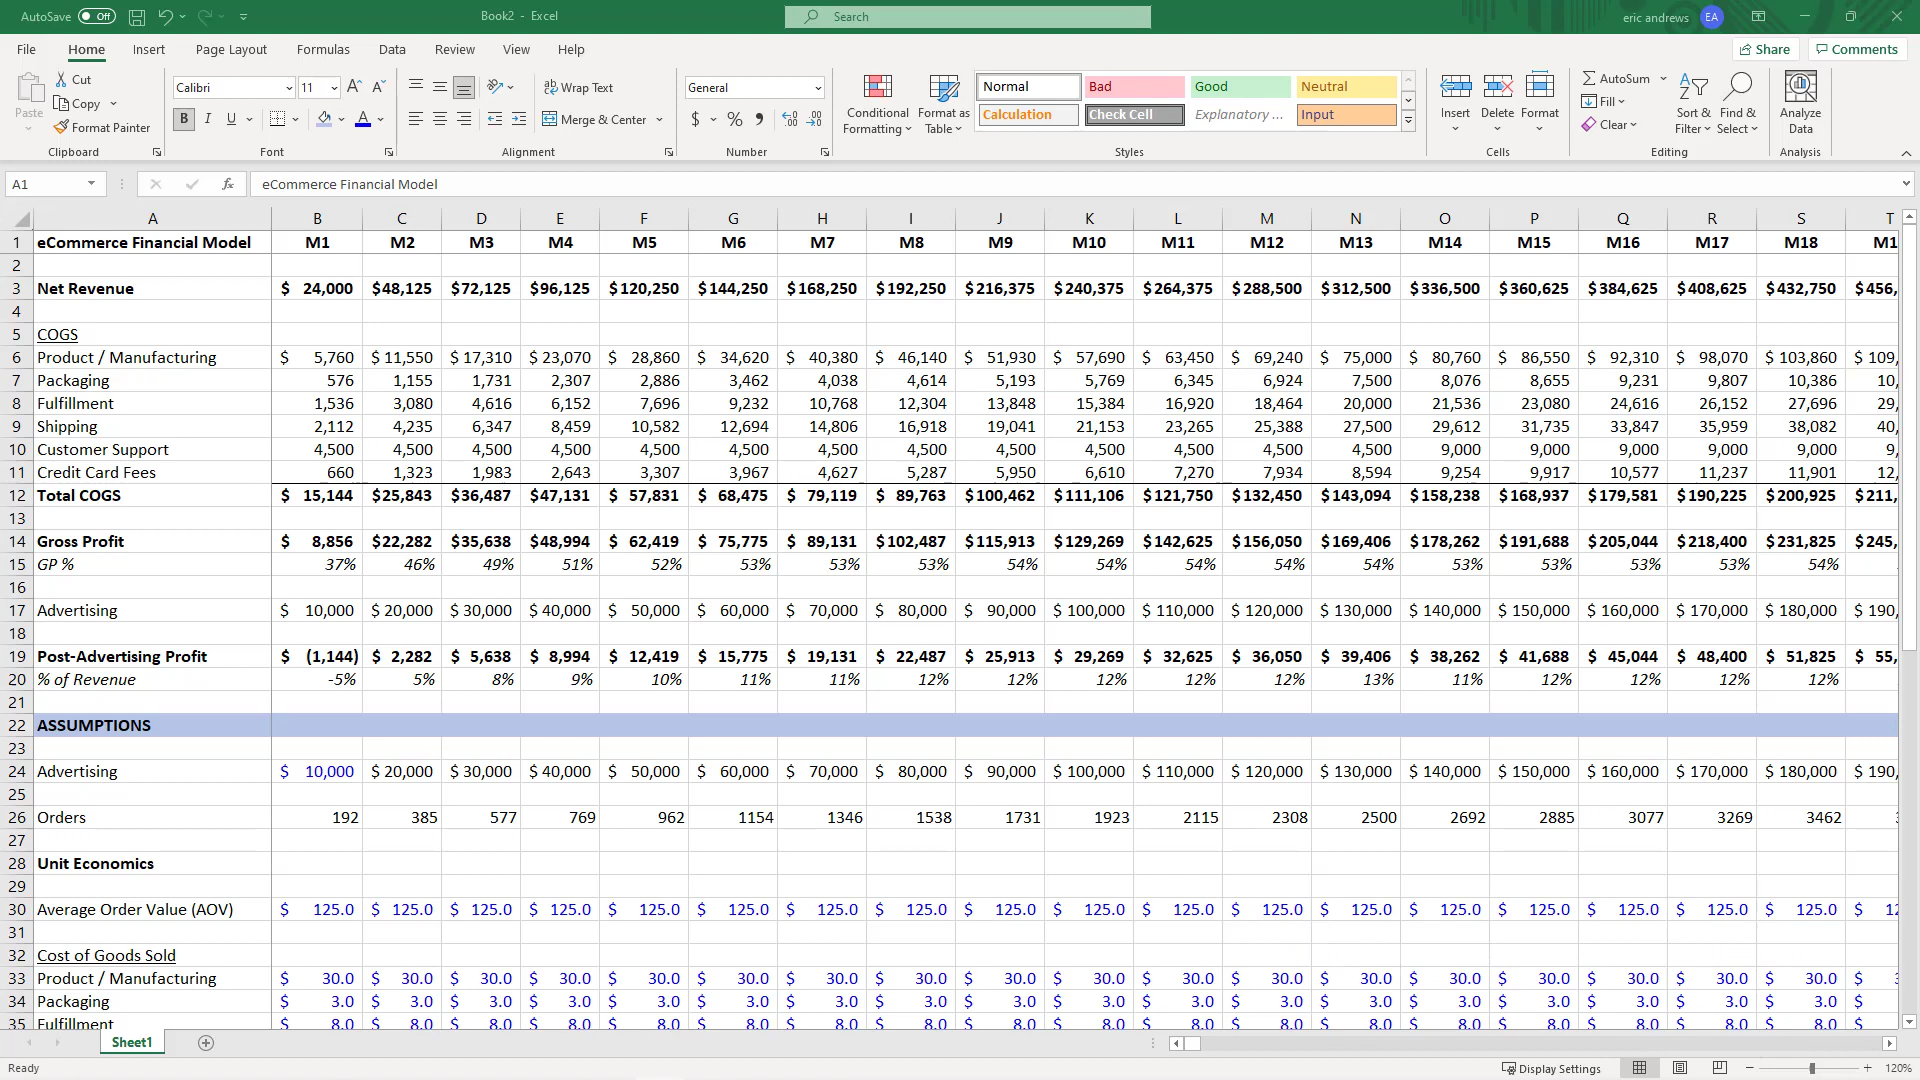 AutoSave Off Book2 - Excel Search eric andrews EA
File Home Insert Page Layout Formulas Data Review View Help Share Comments
Paste Cut Copy Format Painter Clipboard
Calibri 11 A A B I U A Font
Wrap Text Merge & Center Alignment
General $ % Number
Conditional Formatting Format as Table Normal Bad Good Neutral Calculation Check Cell Explanatory ... Input Styles
Insert Delete Format Cells
AutoSum Fill Clear Sort & Filter Find & Select Editing
Analyze Data Analysis
A1 fx eCommerce Financial Model
A B C D E F G H I J K L M N O P Q R S T
1 eCommerce Financial Model M1 M2 M3 M4 M5 M6 M7 M8 M9 M10 M11 M12 M13 M14 M15 M16 M17 M18 M1
2
3 Net Revenue $ 24,000 $48,125 $72,125 $96,125 $120,250 $144,250 $168,250 $192,250 $216,375 $240,375 $264,375 $288,500 $312,500 $336,500 $360,625 $384,625 $408,625 $432,750 $456,
4
5 COGS
6 Product / Manufacturing $ 5,760 $ 11,550 $ 17,310 $ 23,070 $ 28,860 $ 34,620 $ 40,380 $ 46,140 $ 51,930 $ 57,690 $ 63,450 $ 69,240 $ 75,000 $ 80,760 $ 86,550 $ 92,310 $ 98,070 $ 103,860 $ 109,
7 Packaging 576 1,155 1,731 2,307 2,886 3,462 4,038 4,614 5,193 5,769 6,345 6,924 7,500 8,076 8,655 9,231 9,807 10,386 10,
8 Fulfillment 1,536 3,080 4,616 6,152 7,696 9,232 10,768 12,304 13,848 15,384 16,920 18,464 20,000 21,536 23,080 24,616 26,152 27,696 29,
9 Shipping 2,112 4,235 6,347 8,459 10,582 12,694 14,806 16,918 19,041 21,153 23,265 25,388 27,500 29,612 31,735 33,847 35,959 38,082 40,
10 Customer Support 4,500 4,500 4,500 4,500 4,500 4,500 4,500 4,500 4,500 4,500 4,500 4,500 4,500 9,000 9,000 9,000 9,000 9,000 9,
11 Credit Card Fees 660 1,323 1,983 2,643 3,307 3,967 4,627 5,287 5,950 6,610 7,270 7,934 8,594 9,254 9,917 10,577 11,237 11,901 12,
12 Total COGS $ 15,144 $25,843 $36,487 $47,131 $ 57,831 $ 68,475 $ 79,119 $ 89,763 $100,462 $111,106 $121,750 $132,450 $143,094 $158,238 $168,937 $179,581 $190,225 $200,925 $211,
13
14 Gross Profit $ 8,856 $22,282 $35,638 $48,994 $ 62,419 $ 75,775 $ 89,131 $102,487 $115,913 $129,269 $142,625 $156,050 $169,406 $178,262 $191,688 $205,044 $218,400 $231,825 $245,
15 GP % 37% 46% 49% 51% 52% 53% 53% 53% 54% 54% 54% 54% 54% 53% 53% 53% 53% 54%
16
17 Advertising $ 10,000 $ 20,000 $ 30,000 $ 40,000 $ 50,000 $ 60,000 $ 70,000 $ 80,000 $ 90,000 $ 100,000 $ 110,000 $ 120,000 $ 130,000 $ 140,000 $ 150,000 $ 160,000 $ 170,000 $ 180,000 $ 190,
18
19 Post-Advertising Profit $ (1,144) $ 2,282 $ 5,638 $ 8,994 $ 12,419 $ 15,775 $ 19,131 $ 22,487 $ 25,913 $ 29,269 $ 32,625 $ 36,050 $ 39,406 $ 38,262 $ 41,688 $ 45,044 $ 48,400 $ 51,825 $ 55,
20 % of Revenue -5% 5% 8% 9% 10% 11% 11% 12% 12% 12% 12% 12% 13% 11% 12% 12% 12% 12%
21
22 ASSUMPTIONS
23
24 Advertising $ 10,000 $ 20,000 $ 30,000 $ 40,000 $ 50,000 $ 60,000 $ 70,000 $ 80,000 $ 90,000 $ 100,000 $ 110,000 $ 120,000 $ 130,000 $ 140,000 $ 150,000 $ 160,000 $ 170,000 $ 180,000 $ 190,
25
26 Orders 192 385 577 769 962 1154 1346 1538 1731 1923 2115 2308 2500 2692 2885 3077 3269 3462
27
28 Unit Economics
29
30 Average Order Value (AOV) $ 125.0 $ 125.0 $ 125.0 $ 125.0 $ 125.0 $ 125.0 $ 125.0 $ 125.0 $ 125.0 $ 125.0 $ 125.0 $ 125.0 $ 125.0 $ 125.0 $ 125.0 $ 125.0 $ 125.0 $ 125.0 $ 12
31
32 Cost of Goods Sold
33 Product / Manufacturing $ 30.0 $ 30.0 $ 30.0 $ 30.0 $ 30.0 $ 30.0 $ 30.0 $ 30.0 $ 30.0 $ 30.0 $ 30.0 $ 30.0 $ 30.0 $ 30.0 $ 30.0 $ 30.0 $ 30.0 $ 30.0 $
34 Packaging $ 3.0 $ 3.0 $ 3.0 $ 3.0 $ 3.0 $ 3.0 $ 3.0 $ 3.0 $ 3.0 $ 3.0 $ 3.0 $ 3.0 $ 3.0 $ 3.0 $ 3.0 $ 3.0 $ 3.0 $ 3.0 $
35 Fulfillment $ 8.0 $ 8.0 $ 8.0 $ 8.0 $ 8.0 $ 8.0 $ 8.0 $ 8.0 $ 8.0 $ 8.0 $ 8.0 $ 8.0 $ 8.0 $ 8.0 $ 8.0 $ 8.0 $ 8.0 $ 8.0 $
Sheet1
Ready Display Settings 120%